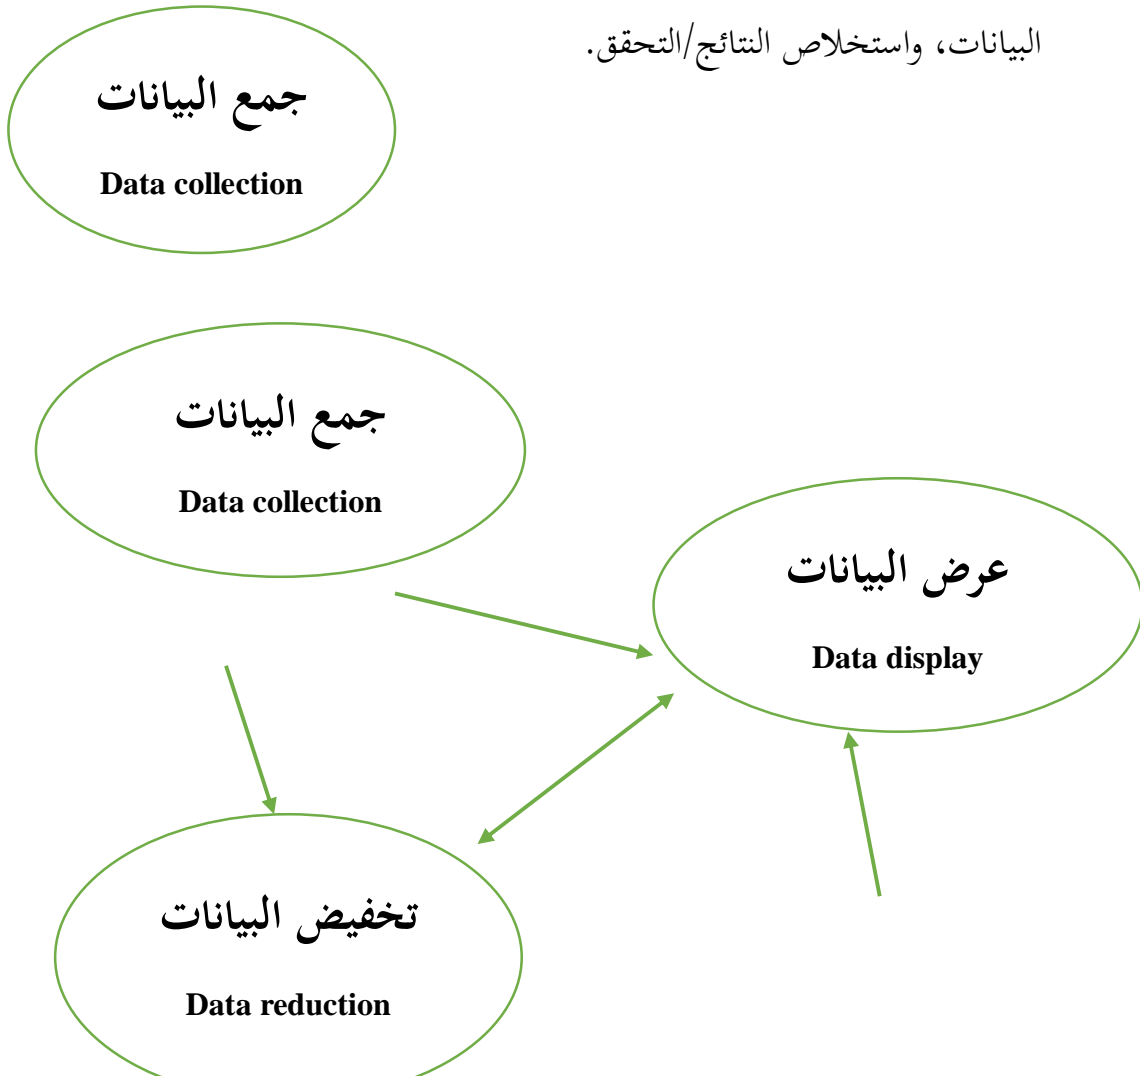 البيانات، واستخلاص النتائج/التحقق.
جمع البيانات
Data collection
جمع البيانات
Data collection
عرض البيانات
Data display
تخفيض البيانات
Data reduction